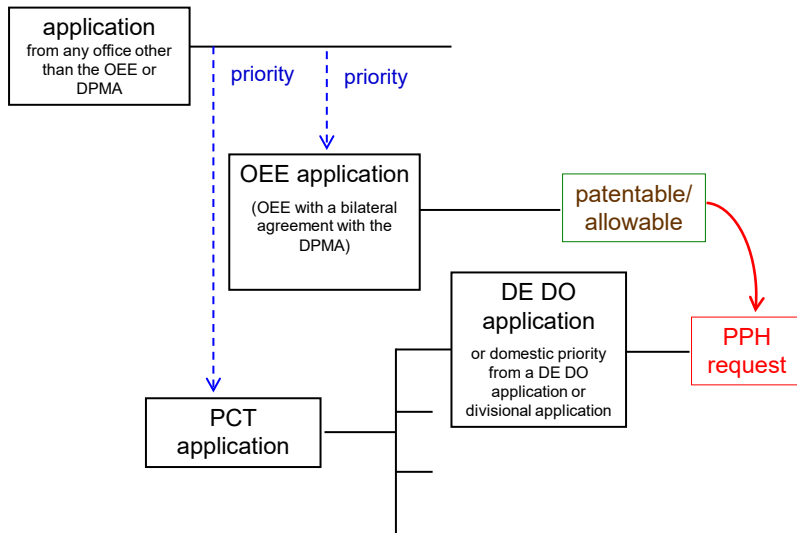 application
from any office other
than the OEE or
DPMA
priority
priority
OEE application
(OEE with a bilateral
agreement with the
DPMA)
patentable/
allowable
DE DO
application
or domestic priority
from a DE DO
application or
divisional application
PPH
request
PCT
application